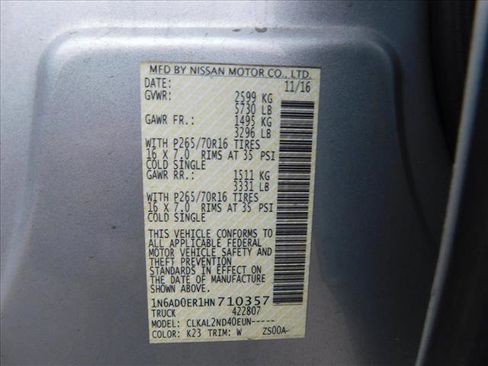 MFD BY NISSAN MOTOR CO., LTD.
DATE: 11/16
GVWR: 2599 KG
5730 LB
GAWR FR.: 1495 KG
3296 LB
WITH P265/70R16 TIRES
16 X 7.0 RIMS AT 35 PSI
COLD SINGLE
GAWR RR.: 1511 KG
3331 LB
WITH P265/70R16 TIRES
16 X 7.0 RIMS AT 35 PSI
COLD SINGLE
THIS VEHICLE CONFORMS TO
ALL APPLICABLE FEDERAL
MOTOR VEHICLE SAFETY
AND THEFT PREVENTION
STANDARDS IN EFFECT ON
THE DATE OF MANUFACTURE
SHOWN ABOVE.
1N6AD0ER1HN710357
TRUCK 422807
MODEL: CLKAL2ND40EUN-----
COLOR: K23 TRIM: W ZS00A-